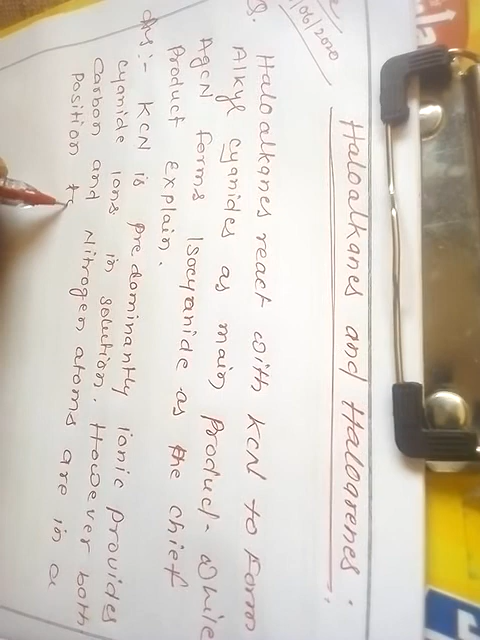 /06/2020
Haloalkanes and Haloarenes:
Q. Haloalkanes react with KCN to Form
Alkyl cyanides as main Product while
AgCN forms Isocyanide as the chief
Product explain.
Ans:- KCN is predominantly ionic provides
cyanide ions in solution. However both
Carbon and Nitrogen atoms are in a
Position t